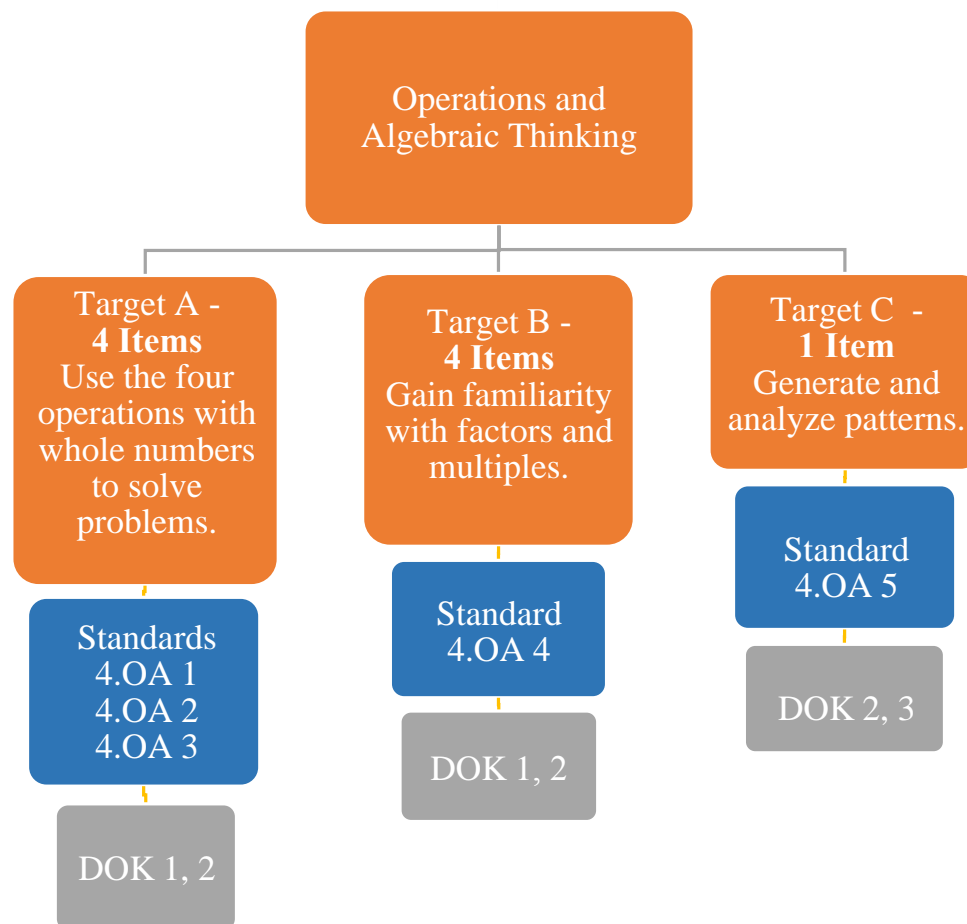 Operations and
Algebraic Thinking
Target A -
4 Items
Use the four
operations with
whole numbers
to solve
problems.
Standards
4.OA 1
4.OA 2
4.OA 3
DOK 1, 2
Target B -
4 Items
Gain familiarity
with factors and
multiples.
Standard
4.OA 4
DOK 1, 2
Target C -
1 Item
Generate and
analyze patterns.
Standard
4.OA 5
DOK 2, 3